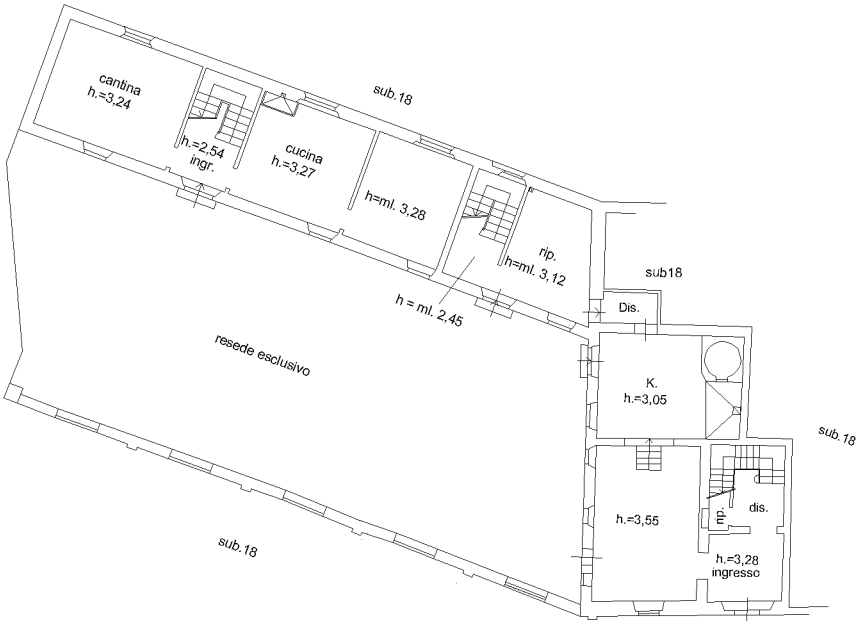 cantina
h.=3,24
sub.18
h.=2,54
ingr.
cucina
h.=3,27
h=ml. 3,28
rip.
h=ml. 3,12
h = ml. 2,45
sub18
Dis.
resede esclusivo
K.
h.=3,05
sub.18
h.=3,55
rip.
dis.
h.=3,28
ingresso
sub.18